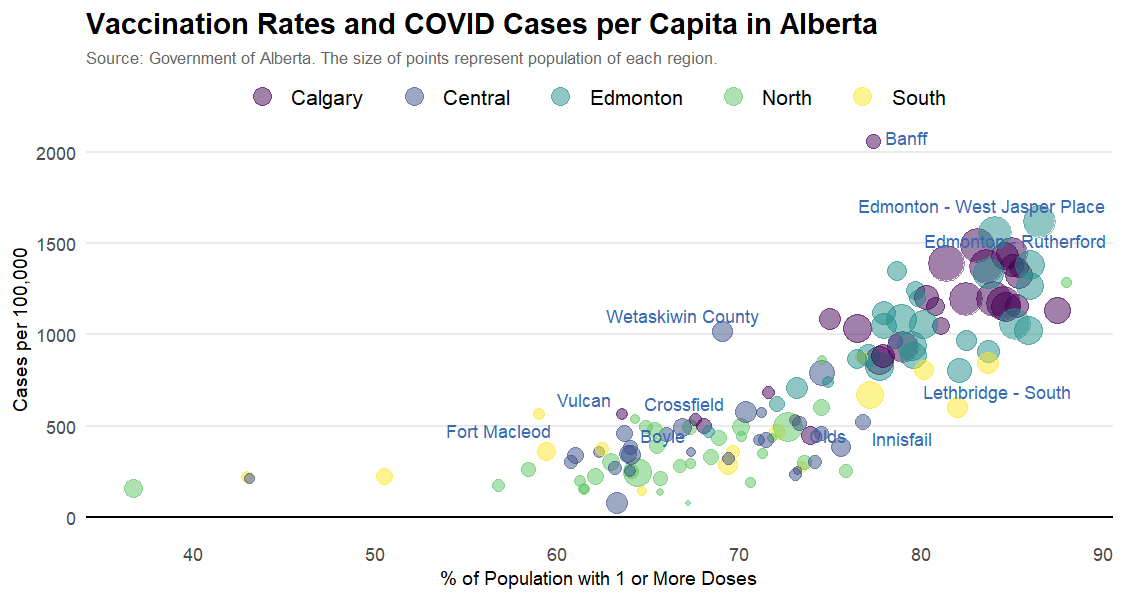 Vaccination Rates and COVID Cases per Capita in Alberta
Source: Government of Alberta. The size of points represent population of each region.
Calgary Central Edmonton North South
2000
1500
1000
500
0
Cases per 100,000
Banff
Edmonton - West Jasper Place
Edmonton - Rutherford
Wetaskiwin County
Lethbridge - South
Vulcan
Crossfield
Fort Macleod
Boyle
Olds
Innisfail
40 50 60 70 80 90
% of Population with 1 or More Doses